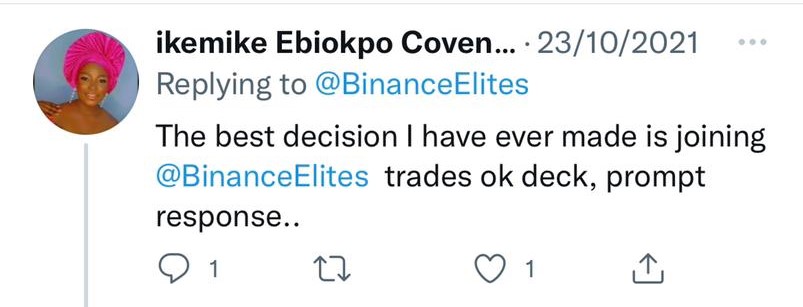 ikemike Ebiokpo Coven... · 23/10/2021
Replying to @BinanceElites
The best decision I have ever made is joining
@BinanceElites trades ok deck, prompt
response..
1 1